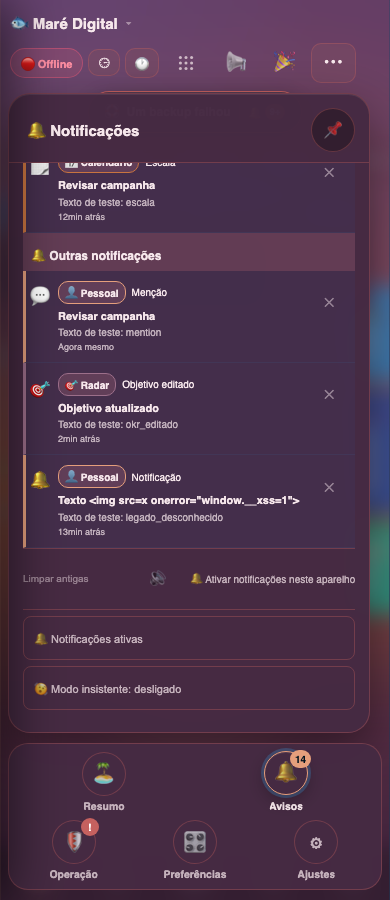 Maré Digital
Offline
Notificações
Calendário Escala
Revisar campanha
Texto de teste: escala
12min atrás
Outras notificações
Pessoal Menção
Revisar campanha
Texto de teste: mention
Agora mesmo
Radar Objetivo editado
Objetivo atualizado
Texto de teste: okr_editado
2min atrás
Pessoal Notificação
Texto <img src=x onerror="window.__xss=1">
Texto de teste: legado_desconhecido
13min atrás
Limpar antigas
Ativar notificações neste aparelho
Notificações ativas
Modo insistente: desligado
14
Resumo
Avisos
!
Operação
Preferências
Ajustes